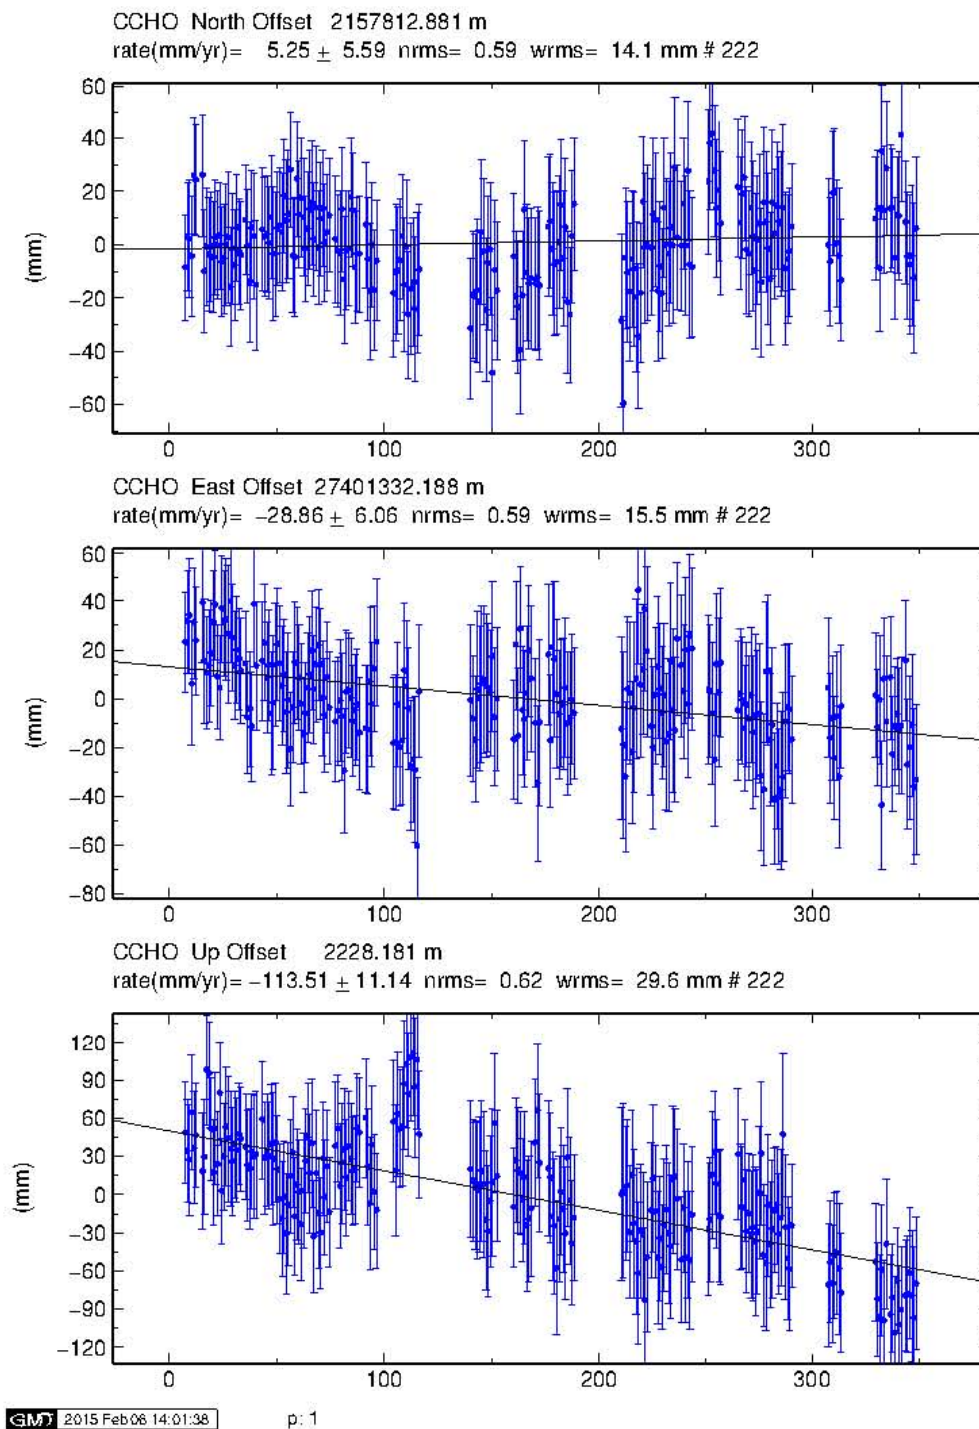 CCHO North Offset 2157812.881 m
rate(mm/yr)= 5.25 ± 5.59 nrms= 0.59 wrms= 14.1 mm # 222
60
40
20
0
−20
−40
−60
(mm)
0 100 200 300
CCHO East Offset 27401332.188 m
rate(mm/yr)= −28.86 ± 6.06 nrms= 0.59 wrms= 15.5 mm # 222
60
40
20
0
−20
−40
−60
−80
(mm)
0 100 200 300
CCHO Up Offset 2228.181 m
rate(mm/yr)= −113.51 ± 11.14 nrms= 0.62 wrms= 29.6 mm # 222
120
90
60
30
0
−30
−60
−90
−120
(mm)
0 100 200 300
GMT 2015 Feb 06 14:01:38 p: 1